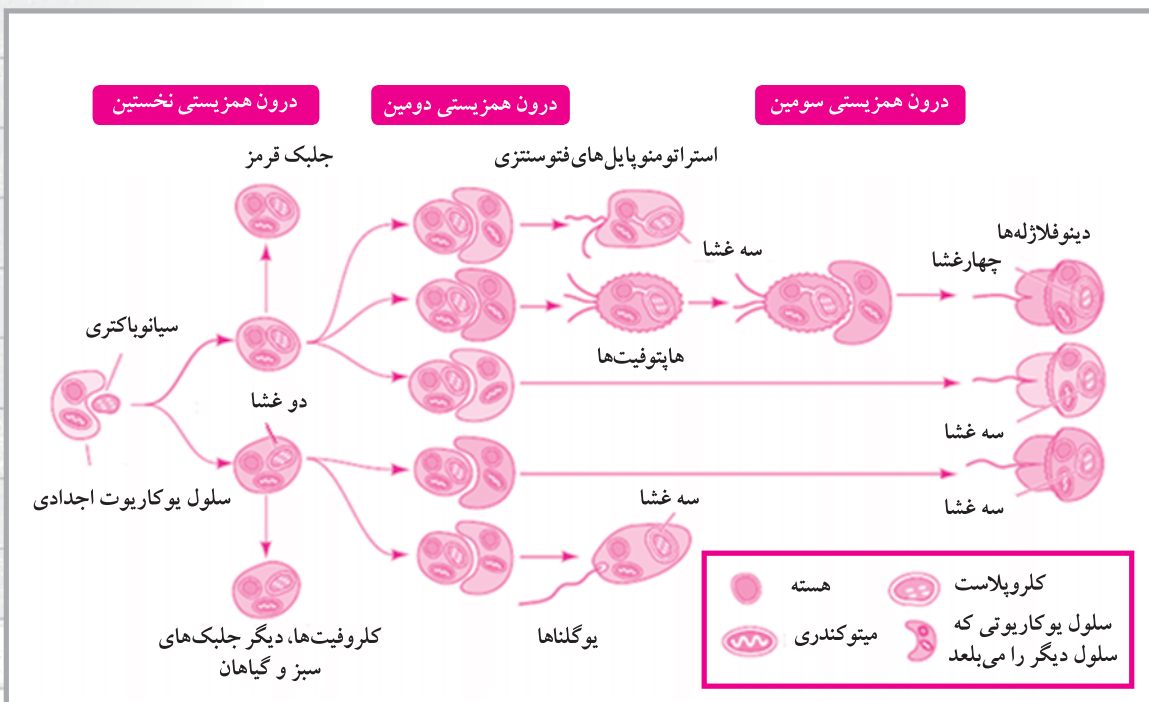 درون همزیستی نخستین
درون همزیستی دومین
درون همزیستی سومین
جلبک قرمز
استراتومنوپایل‌های فتوسنتزی
دینوفلاژله‌ها
چهارغشا
سه غشا
سیانوباکتری
هاپتوفیت‌ها
دو غشا
سه غشا
سلول یوکاریوت اجدادی
سه غشا
سه غشا
کلروفیت‌ها، دیگر جلبک‌های
سبز و گیاهان
یوگلناها
کلروپلاست
هسته
سلول یوکاریوتی که
سلول دیگر را می‌بلعد
میتوکندری